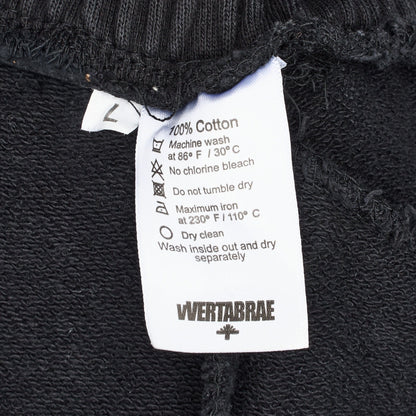 L
100% Cotton
Machine wash
at 86° F / 30° C
No chlorine bleach
Do not tumble dry
Maximum iron
at 230° F / 110° C
Dry clean
Wash inside out and dry
separately
VVERTABRAE